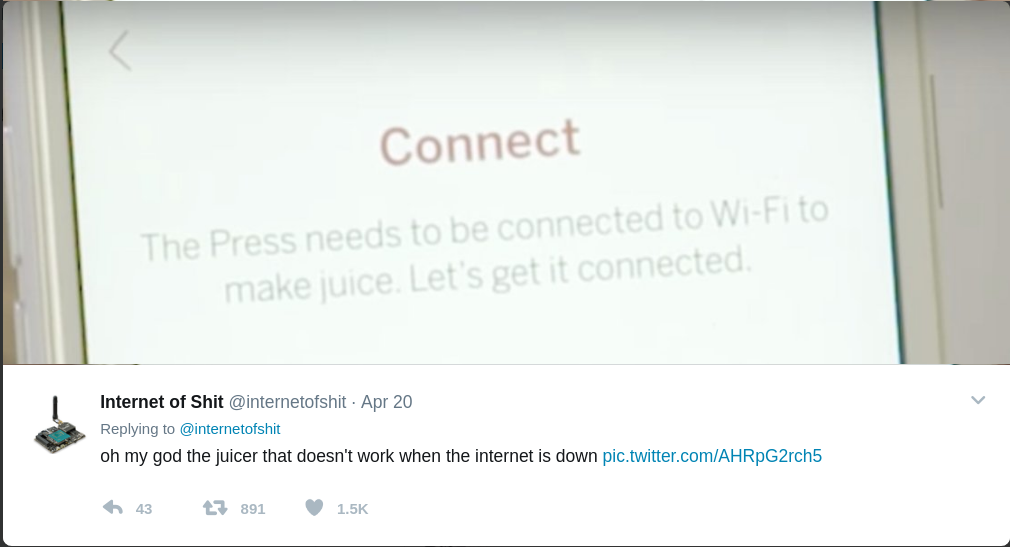 Connect
The Press needs to be connected to Wi-Fi to
make juice. Let's get it connected.
Internet of Shit @internetofshit · Apr 20
Replying to @internetofshit
oh my god the juicer that doesn't work when the internet is down pic.twitter.com/AHRpG2rch5
43 891 1.5K